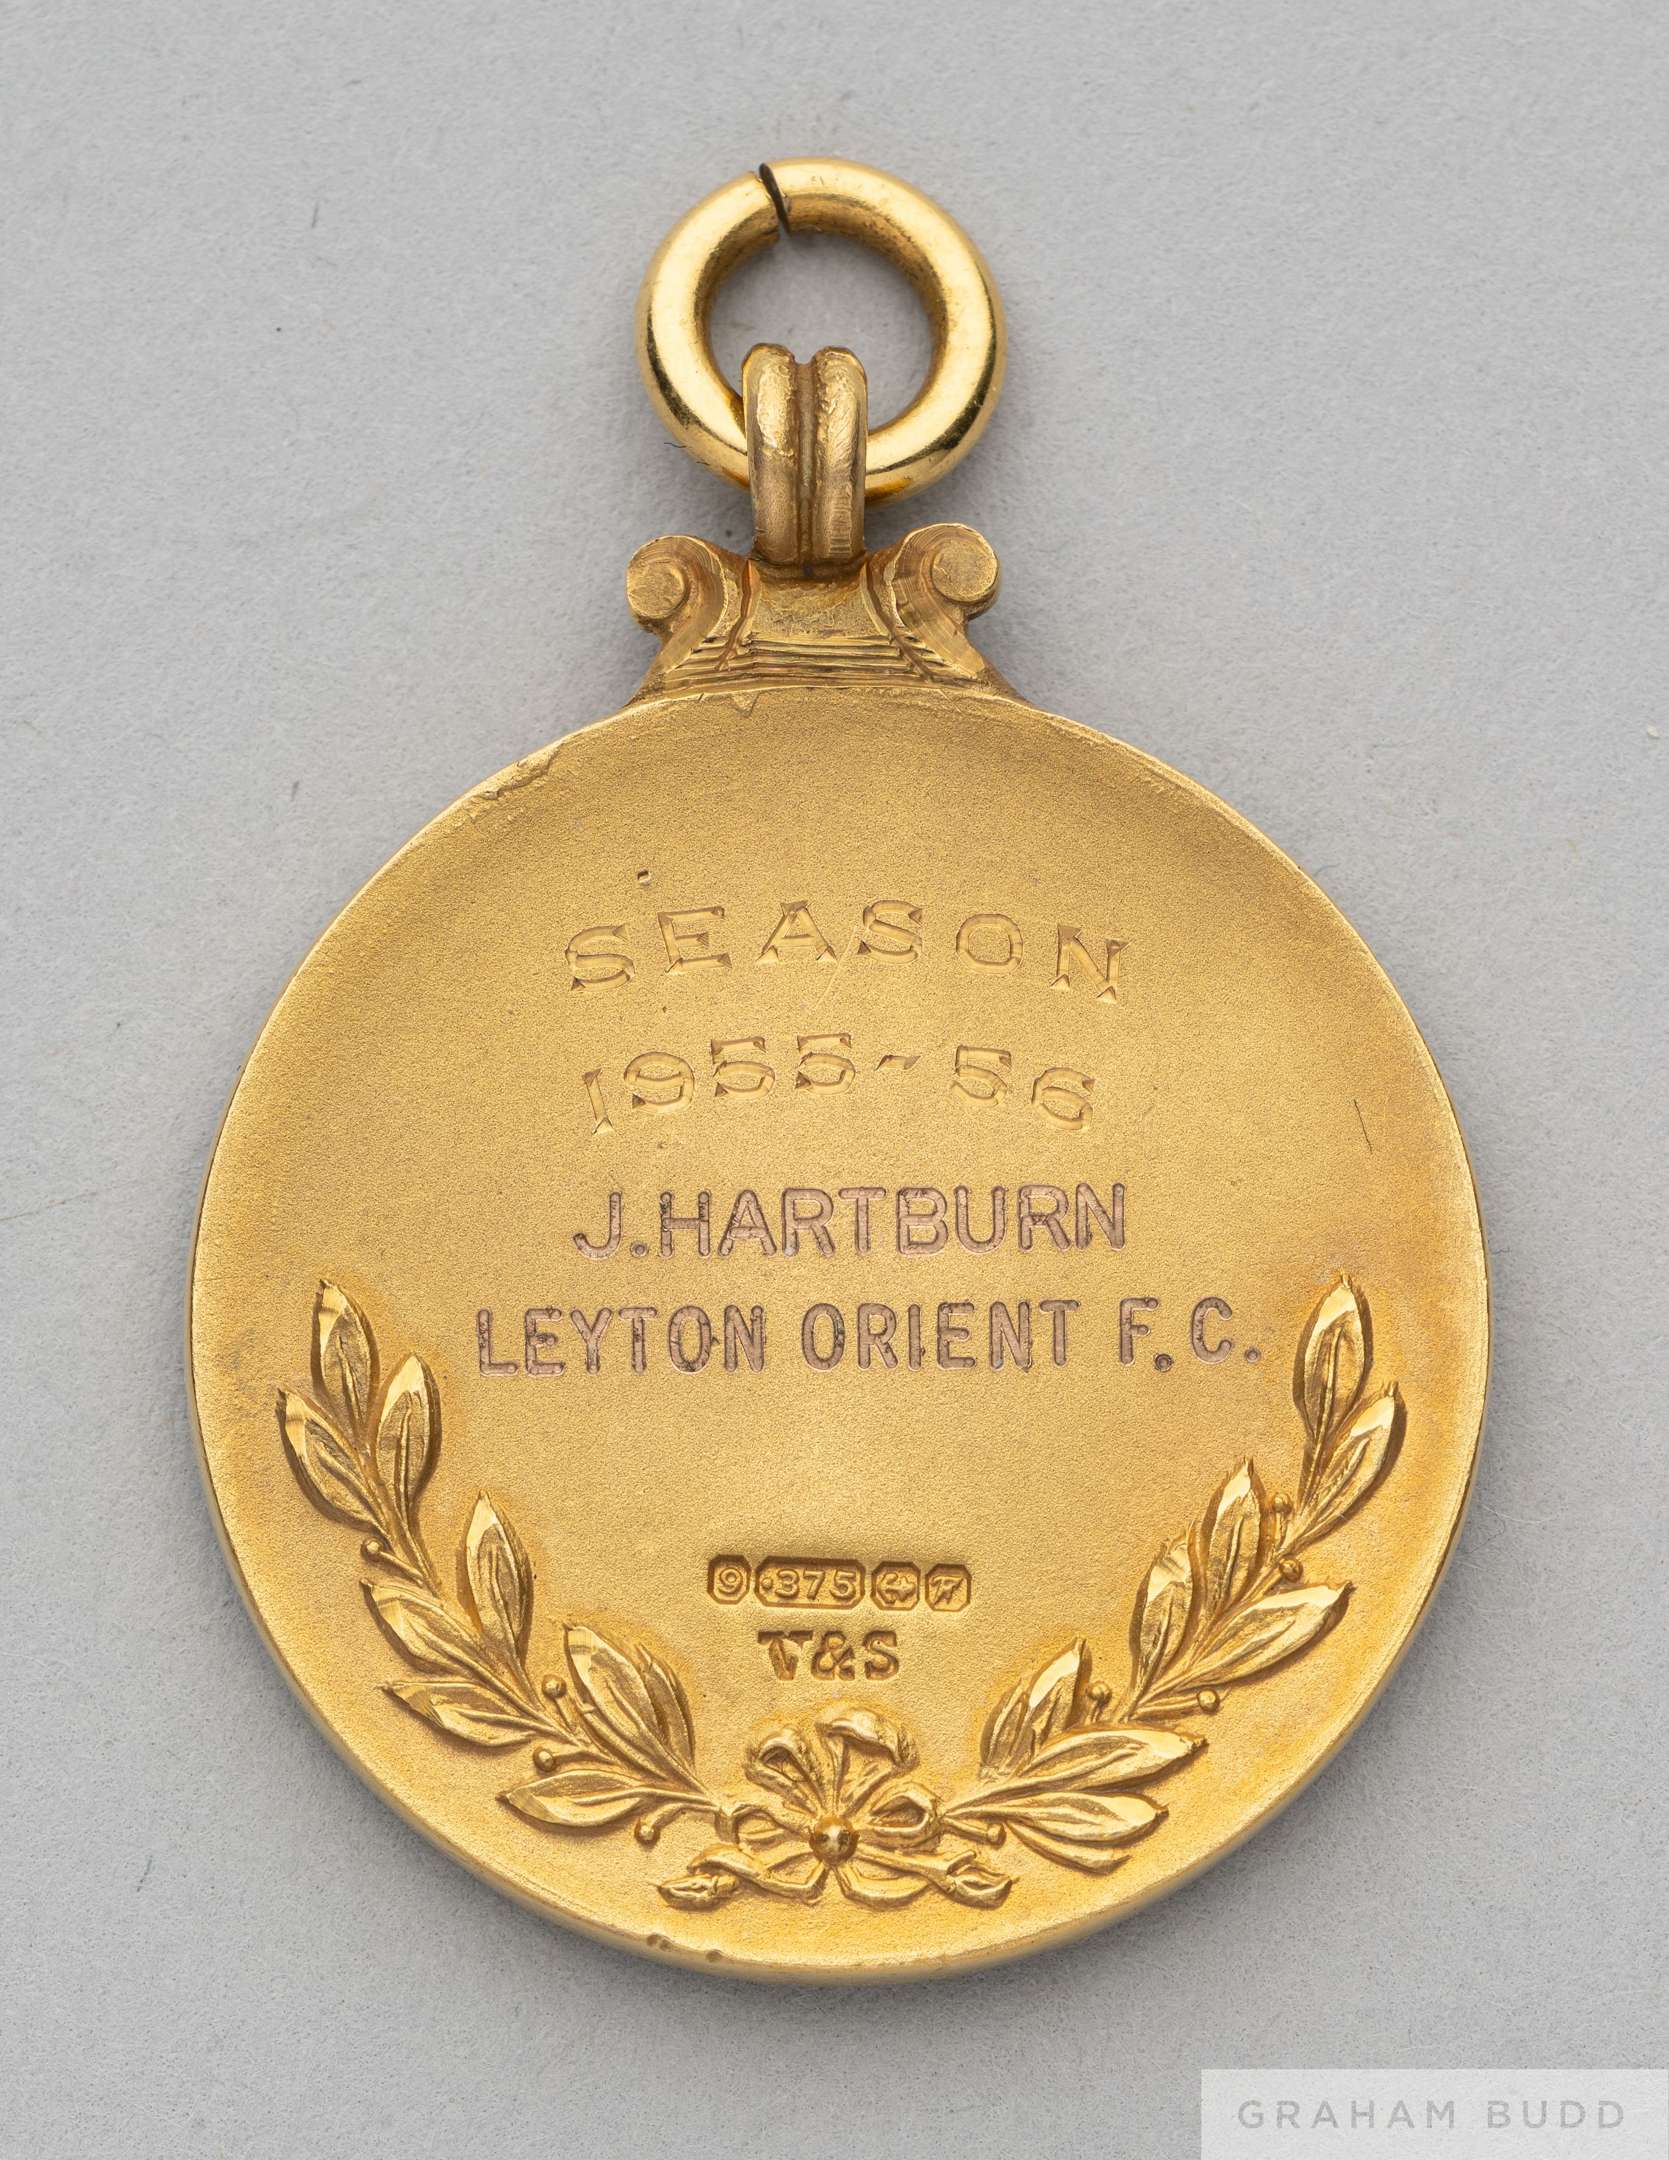 SEASON
1955-56
J.HARTBURN
LEYTON ORIENT F.C.
9 .375
V&S
GRAHAM BUDD